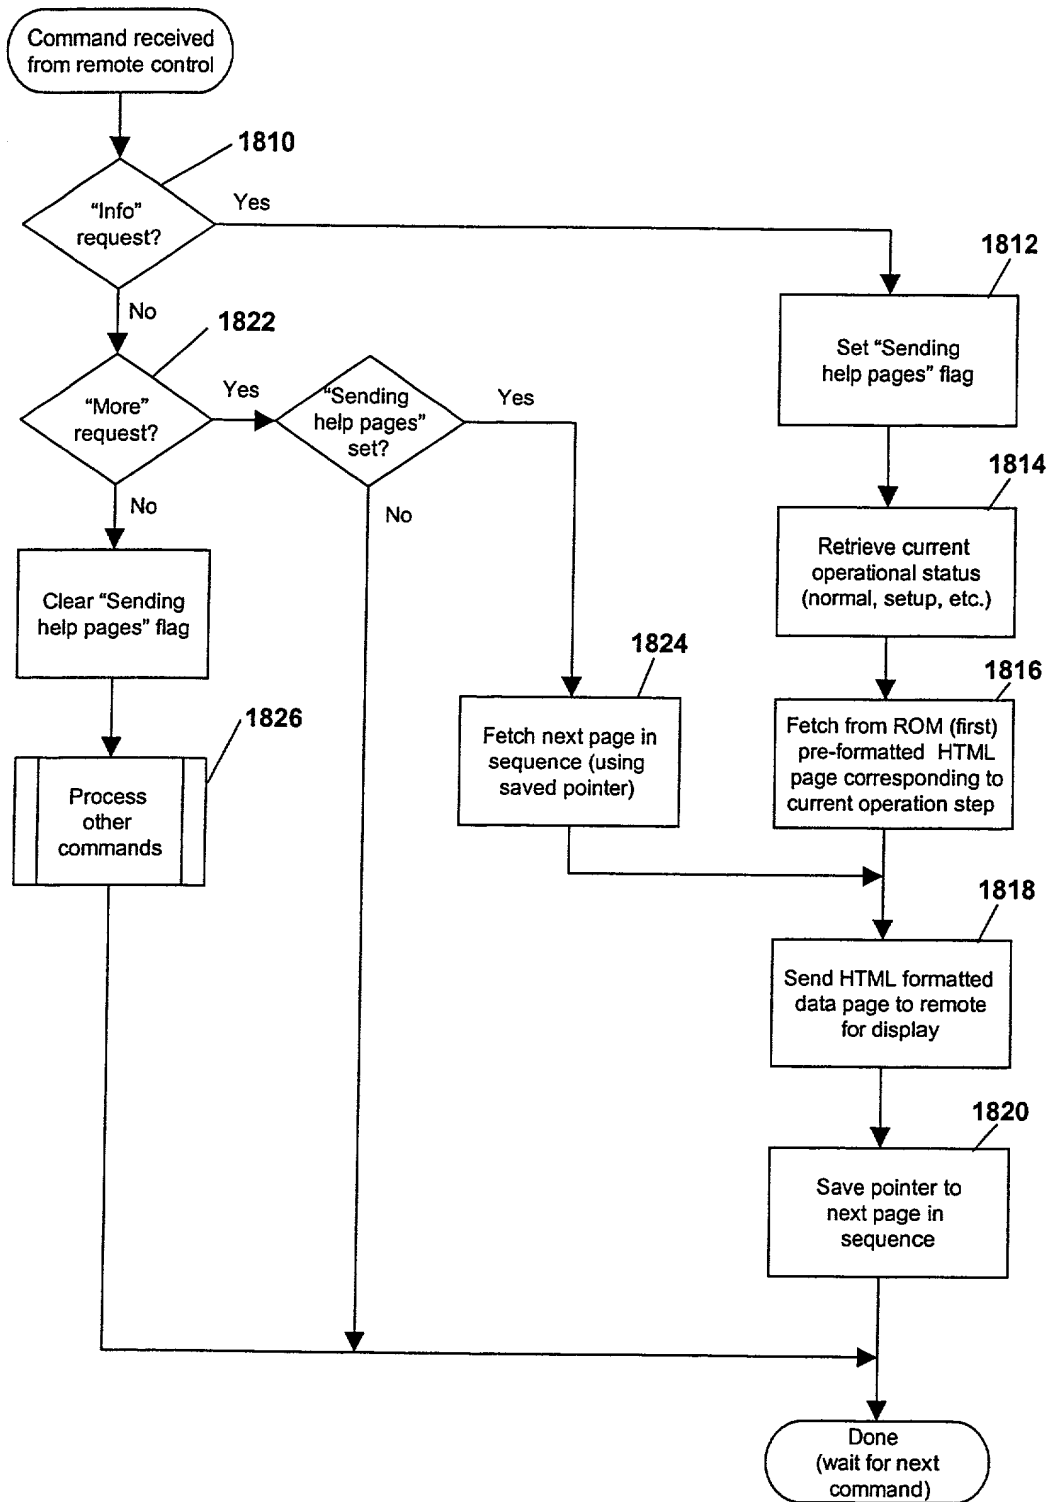 Command received
from remote control
1810
"Info"
request?
Yes
No
1812
Set "Sending
help pages" flag
1822
"More"
request?
Yes
No
"Sending
help pages"
set?
Yes
No
1814
Retrieve current
operational status
(normal, setup, etc.)
Clear "Sending
help pages" flag
1824
Fetch next page in
sequence (using
saved pointer)
1816
Fetch from ROM (first)
pre-formatted HTML
page corresponding to
current operation step
1826
Process
other
commands
1818
Send HTML formatted
data page to remote
for display
1820
Save pointer to
next page in
sequence
Done
(wait for next
command)